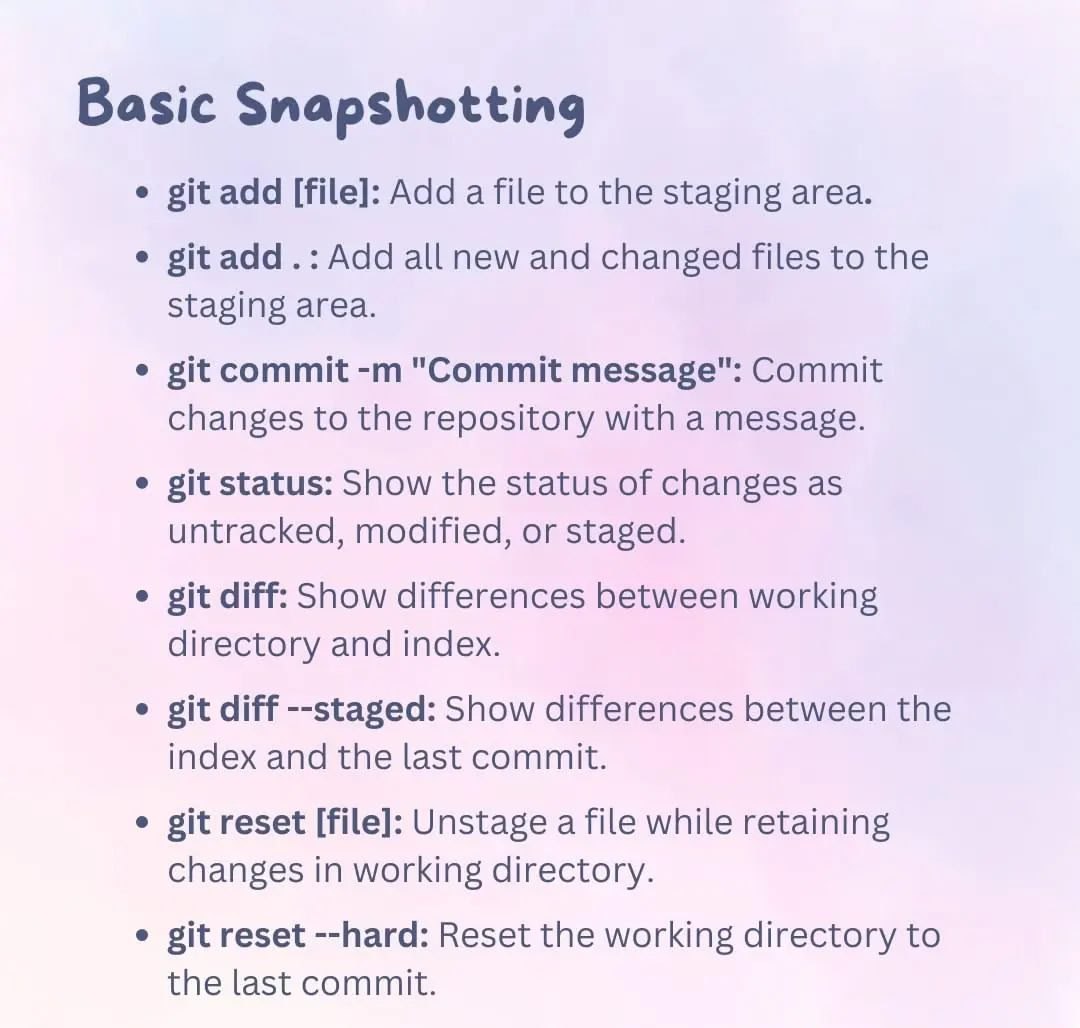 Basic Snapshotting
• git add [file]: Add a file to the staging area.
• git add . : Add all new and changed files to the
staging area.
• git commit -m "Commit message": Commit
changes to the repository with a message.
• git status: Show the status of changes as
untracked, modified, or staged.
• git diff: Show differences between working
directory and index.
• git diff --staged: Show differences between the
index and the last commit.
• git reset [file]: Unstage a file while retaining
changes in working directory.
• git reset --hard: Reset the working directory to
the last commit.